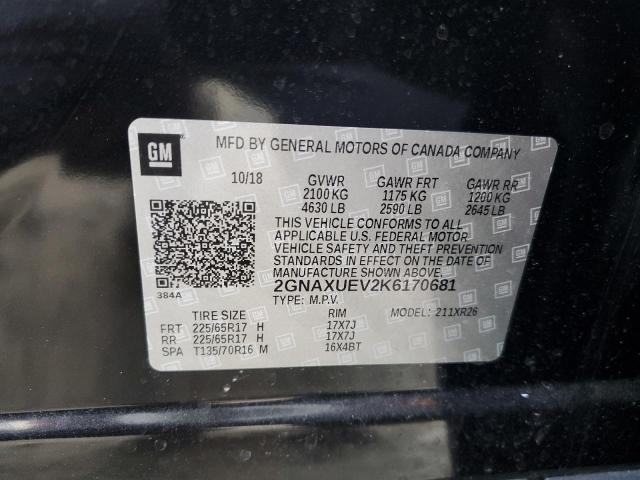 GM
MFD BY GENERAL MOTORS OF CANADA COMPANY
10/18 GVWR GAWR FRT GAWR RR
2100 KG 1175 KG 1200 KG
4630 LB 2590 LB 2645 LB
THIS VEHICLE CONFORMS TO ALL
APPLICABLE U.S. FEDERAL MOTOR
VEHICLE SAFETY AND THEFT PREVENTION
STANDARDS IN EFFECT ON THE DATE OF
MANUFACTURE SHOWN ABOVE.
2GNAXUEV2K6170681
384A
TYPE: M.P.V. MODEL: 211XR26
TIRE SIZE RIM
FRT 225/65R17 H 17X7J
RR 225/65R17 H 17X7J
SPA T135/70R16 M 16X4BT